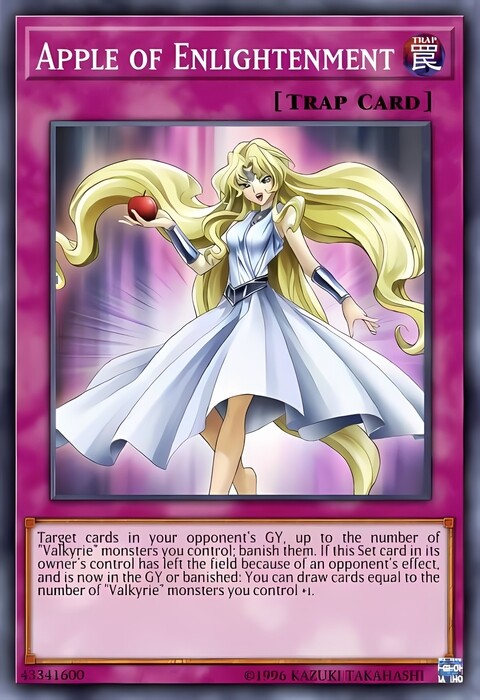 Apple of Enlightenment
TRAP
罠
[Trap Card]
Target cards in your opponent's GY, up to the number of
"Valkyrie" monsters you control; banish them. If this Set card in its
owner's control has left the field because of an opponent's effect,
and is now in the GY or banished: You can draw cards equal to the
number of "Valkyrie" monsters you control +1.
43341600
©1996 KAZUKI TAKAHASHI